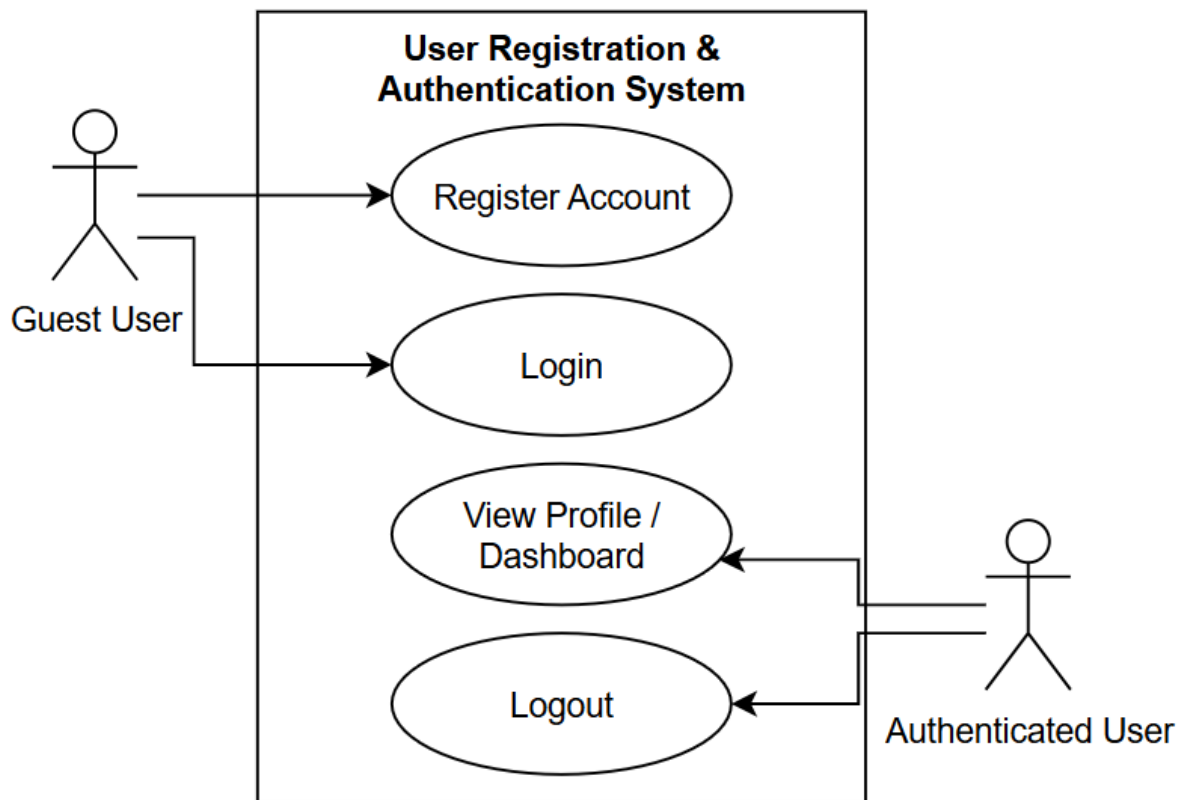 User Registration &
Authentication System
Register Account
Guest User
Login
View Profile /
Dashboard
Logout
Authenticated User